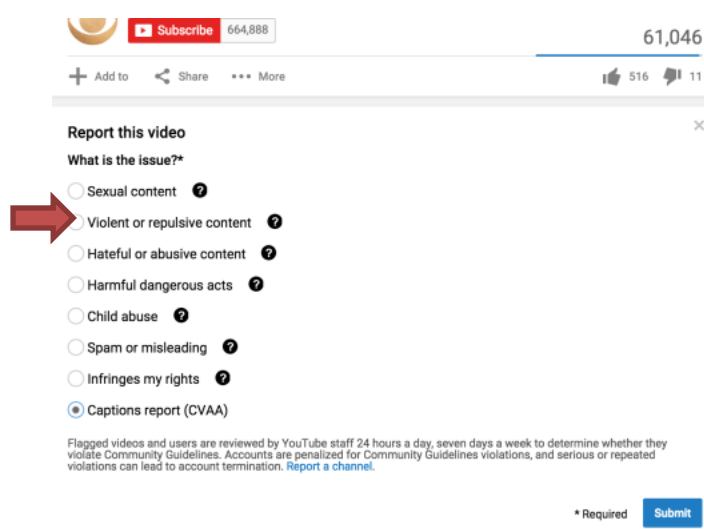 Subscribe 664,888
61,046
Add to Share More 516 11
Report this video
What is the issue?*
Sexual content ?
Violent or repulsive content ?
Hateful or abusive content ?
Harmful dangerous acts ?
Child abuse ?
Spam or misleading ?
Infringes my rights ?
Captions report (CVAA)
Flagged videos and users are reviewed by YouTube staff 24 hours a day, seven days a week to determine whether they
violate Community Guidelines. Accounts are penalized for Community Guidelines violations, and serious or repeated
violations can lead to account termination. Report a channel.
* Required Submit